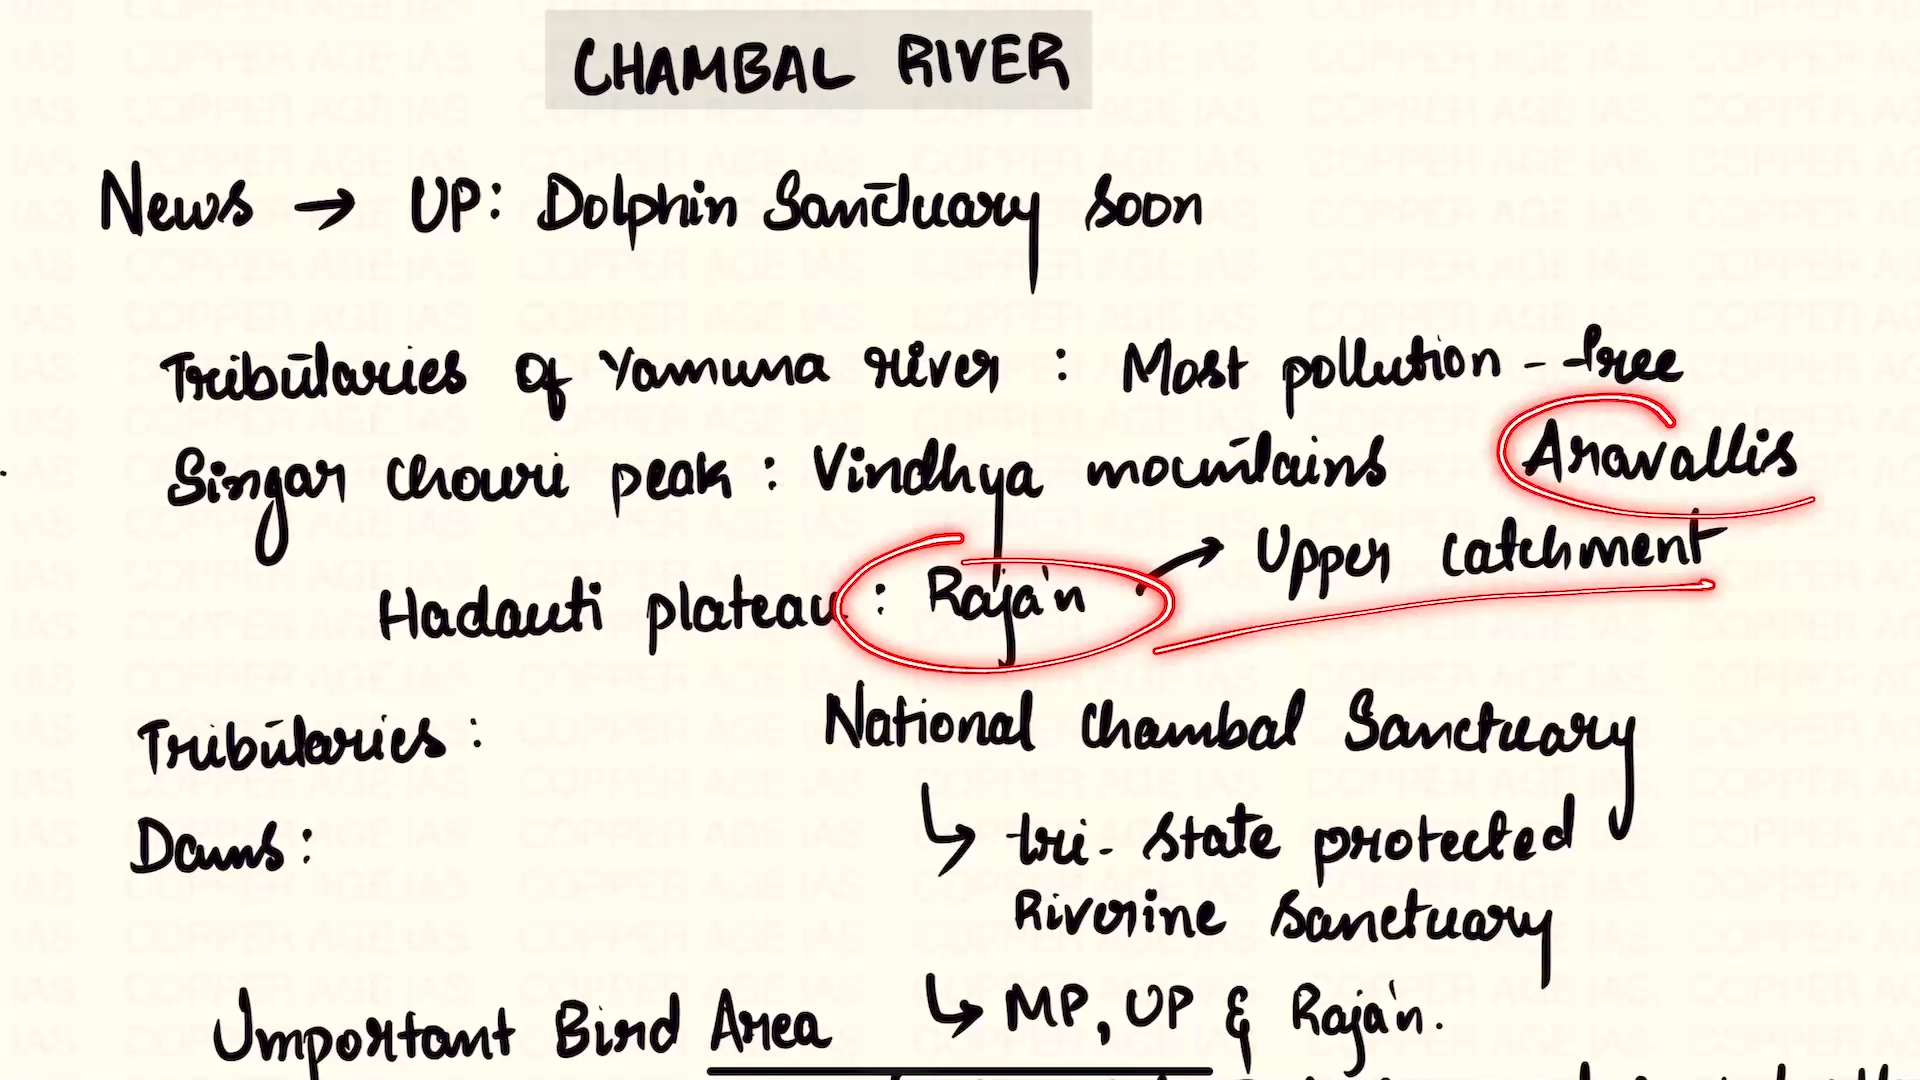 CHAMBAL RIVER
News → UP: Dolphin Sanctuary soon
Tributaries of Yamuna river : Most pollution-free
Singar Chouri peak : Vindhya mountains Aravallis
Hadauti plateau : Raja'n → Upper catchment
Tributaries :
National Chambal Sanctuary
Dams :
↳ tri-state protected
Riverine Sanctuary
↳ MP, UP & Raja'n.
Important Bird Area